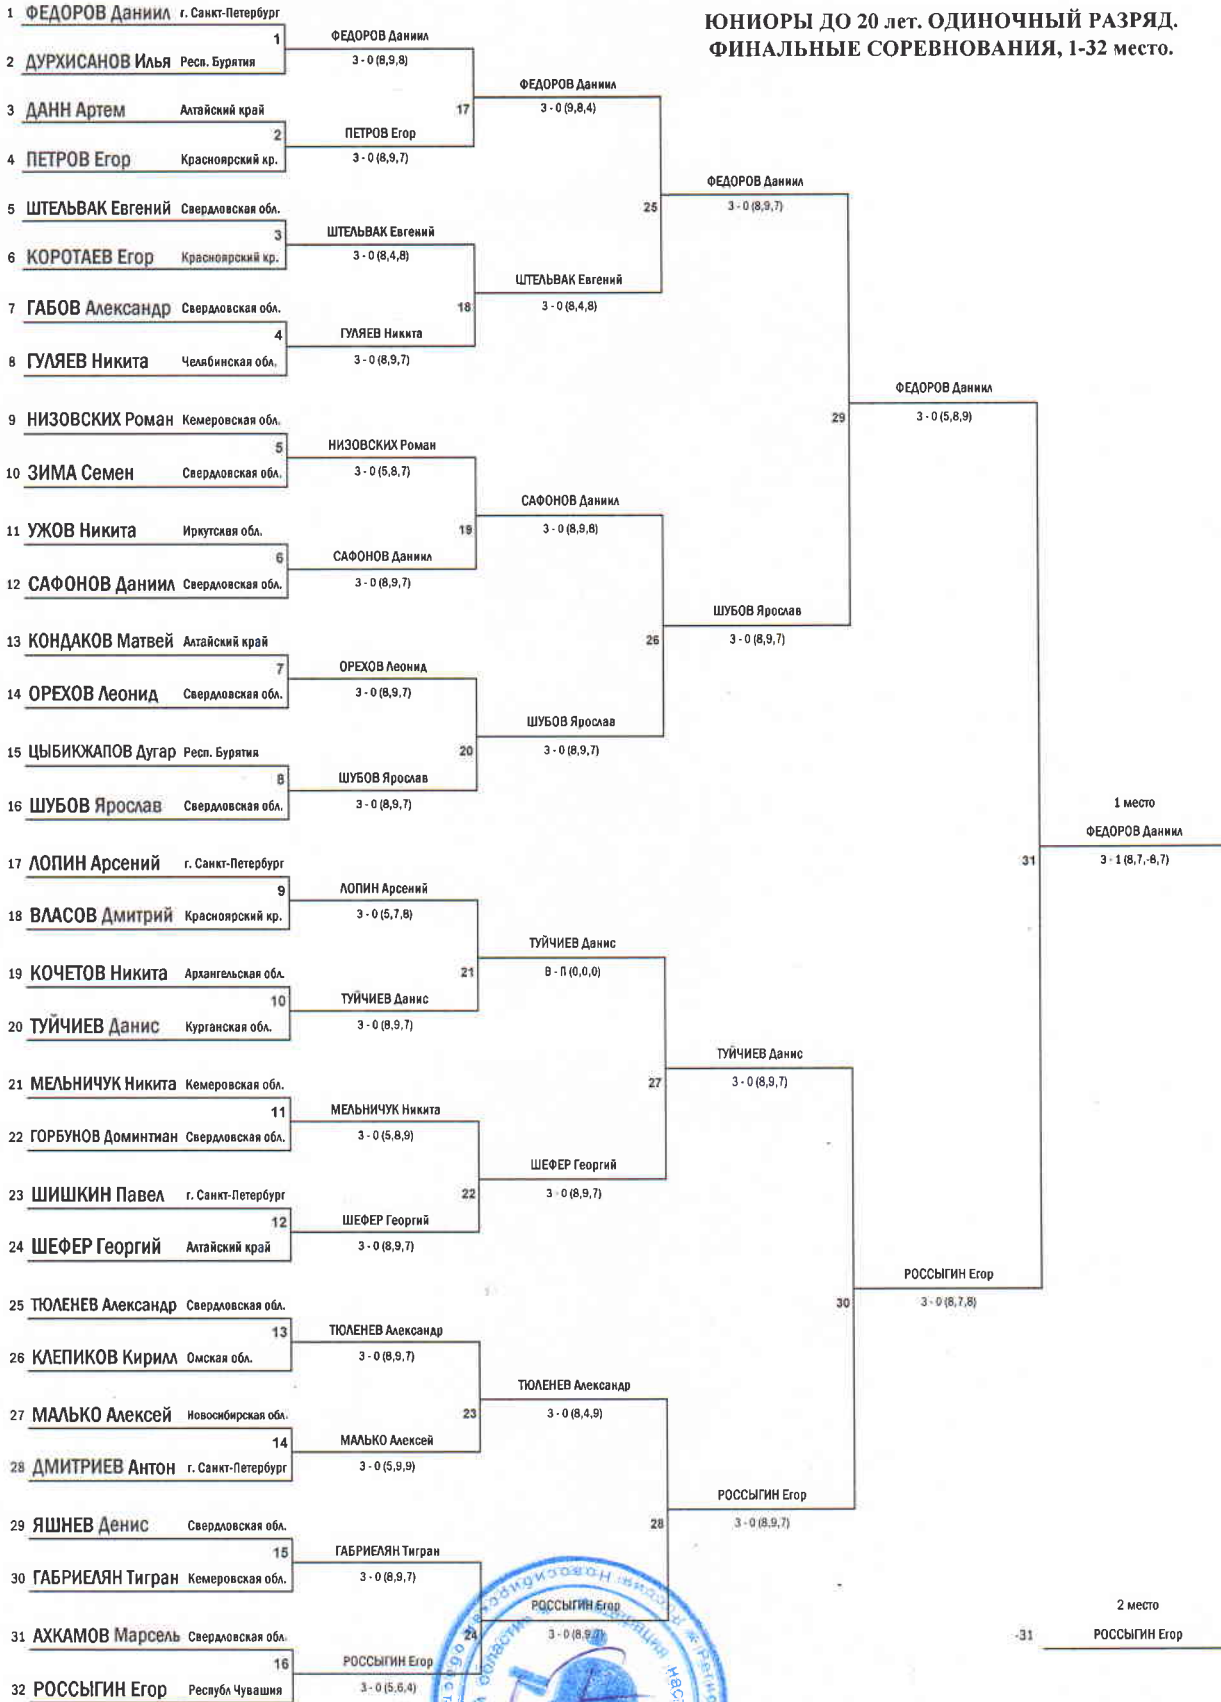 ЮНИОРЫ ДО 20 лет. ОДИНОЧНЫЙ РАЗРЯД.
ФИНАЛЬНЫЕ СОРЕВНОВАНИЯ, 1-32 место.
1 ФЕДОРОВ Даниил г. Санкт-Петербург
1
2 ДУРХИСАНОВ Илья Респ. Бурятия
ФЕДОРОВ Даниил
3 - 0 (8,9,8)
3 ДАНН Артем Алтайский край
2
4 ПЕТРОВ Егор Красноярский кр.
ПЕТРОВ Егор
3 - 0 (8,9,7)
17
ФЕДОРОВ Даниил
3 - 0 (9,8,4)
5 ШТЕЛЬВАК Евгений Свердловская обл.
3
6 КОРОТАЕВ Егор Красноярский кр.
ШТЕЛЬВАК Евгений
3 - 0 (8,4,8)
7 ГАБОВ Александр Свердловская обл.
4
8 ГУЛЯЕВ Никита Челябинская обл.
ГУЛЯЕВ Никита
3 - 0 (8,9,7)
18
ШТЕЛЬВАК Евгений
3 - 0 (8,4,8)
25
ФЕДОРОВ Даниил
3 - 0 (8,9,7)
9 НИЗОВСКИХ Роман Кемеровская обл.
5
10 ЗИМА Семен Свердловская обл.
НИЗОВСКИХ Роман
3 - 0 (5,8,7)
11 УЖОВ Никита Иркутская обл.
6
12 САФОНОВ Даниил Свердловская обл.
САФОНОВ Даниил
3 - 0 (8,9,7)
19
САФОНОВ Даниил
3 - 0 (8,9,8)
13 КОНДАКОВ Матвей Алтайский край
7
14 ОРЕХОВ Леонид Свердловская обл.
ОРЕХОВ Леонид
3 - 0 (8,9,7)
15 ЦЫБИКЖАПОВ Дугар Респ. Бурятия
8
16 ШУБОВ Ярослав Свердловская обл.
ШУБОВ Ярослав
3 - 0 (8,9,7)
20
ШУБОВ Ярослав
3 - 0 (8,9,7)
26
ШУБОВ Ярослав
3 - 0 (8,9,7)
29
ФЕДОРОВ Даниил
3 - 0 (5,8,9)
17 ЛОПИН Арсений г. Санкт-Петербург
9
18 ВЛАСОВ Дмитрий Красноярский кр.
ЛОПИН Арсений
3 - 0 (5,7,8)
19 КОЧЕТОВ Никита Архангельская обл.
10
20 ТУЙЧИЕВ Данис Курганская обл.
ТУЙЧИЕВ Данис
3 - 0 (8,9,7)
21
ТУЙЧИЕВ Данис
В - П (0,0,0)
21 МЕЛЬНИЧУК Никита Кемеровская обл.
11
22 ГОРБУНОВ Доминтиан Свердловская обл.
МЕЛЬНИЧУК Никита
3 - 0 (5,8,9)
23 ШИШКИН Павел г. Санкт-Петербург
12
24 ШЕФЕР Георгий Алтайский край
ШЕФЕР Георгий
3 - 0 (8,9,7)
22
ШЕФЕР Георгий
3 - 0 (8,9,7)
27
ТУЙЧИЕВ Данис
3 - 0 (8,9,7)
25 ТЮЛЕНЕВ Александр Свердловская обл.
13
26 КЛЕПИКОВ Кирилл Омская обл.
ТЮЛЕНЕВ Александр
3 - 0 (8,9,7)
27 МАЛЬКО Алексей Новосибирская обл.
14
28 ДМИТРИЕВ Антон г. Санкт-Петербург
МАЛЬКО Алексей
3 - 0 (5,9,9)
23
ТЮЛЕНЕВ Александр
3 - 0 (8,4,9)
29 ЯШНЕВ Денис Свердловская обл.
15
30 ГАБРИЕЛЯН Тигран Кемеровская обл.
ГАБРИЕЛЯН Тигран
3 - 0 (8,9,7)
31 АХКАМОВ Марсель Свердловская обл.
16
32 РОССЫГИН Егор Республ Чувашия
РОССЫГИН Егор
3 - 0 (5,6,4)
24
РОССЫГИН Егор
3 - 0 (8,9,7)
28
РОССЫГИН Егор
3 - 0 (8,9,7)
30
РОССЫГИН Егор
3 - 0 (8,7,8)
31
1 место
ФЕДОРОВ Даниил
3 - 1 (8,7,-8,7)
2 место
-31 РОССЫГИН Егор